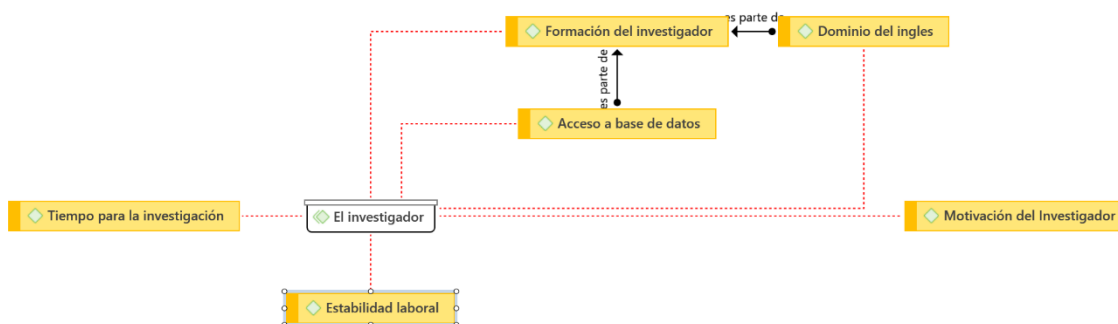 es parte de
Formación del investigador
Dominio del ingles
es parte de
Acceso a base de datos
Tiempo para la investigación
El investigador
Motivación del Investigador
Estabilidad laboral